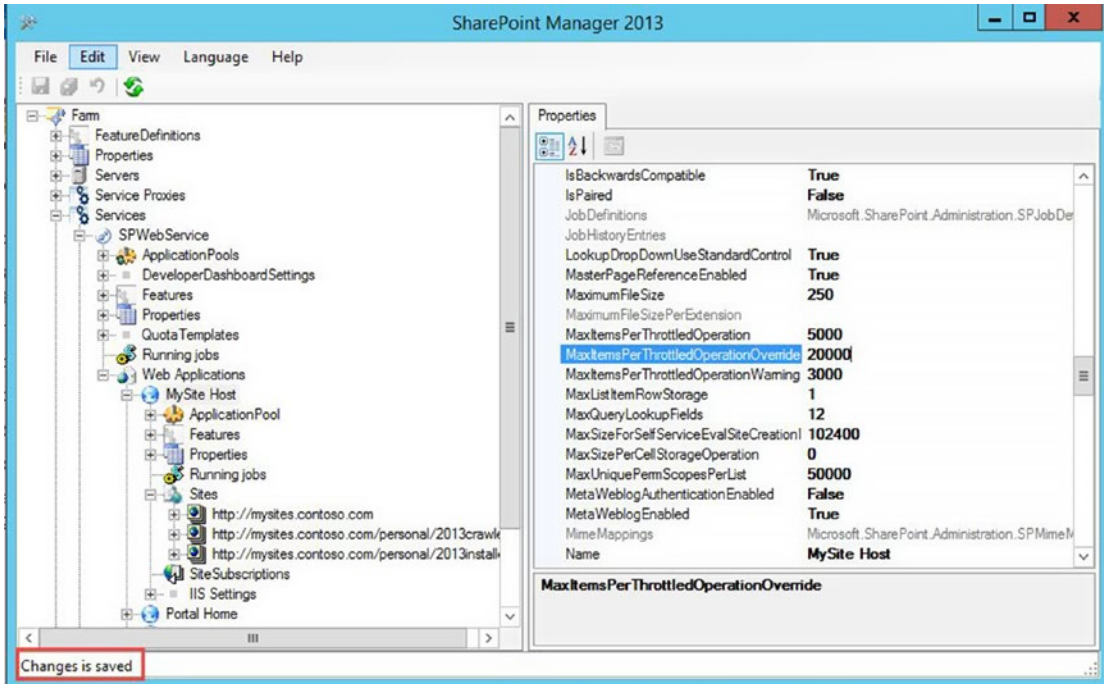 SharePoint Manager 2013
File Edit View Language Help
Farm
FeatureDefinitions
Properties
Servers
Service Proxies
Services
SPWebService
ApplicationPools
DeveloperDashboardSettings
Features
Properties
QuotaTemplates
Running jobs
Web Applications
MySite Host
ApplicationPool
Features
Properties
Running jobs
Sites
http://mysites.contoso.com
http://mysites.contoso.com/personal/2013crawle
http://mysites.contoso.com/personal/2013install
SiteSubscriptions
IIS Settings
Portal Home
Properties
IsBackwardsCompatible True
IsPaired False
JobDefinitions Microsoft.SharePoint.Administration.SPJobDe
JobHistoryEntries
LookupDropDownUseStandardControl True
MasterPageReferenceEnabled True
MaximumFileSize 250
MaximumFileSizePerExtension
MaxItemsPerThrottledOperation 5000
MaxItemsPerThrottledOperationOverride 20000
MaxItemsPerThrottledOperationWarning 3000
MaxListItemRowStorage 1
MaxQueryLookupFields 12
MaxSizeForSelfServiceEvalSiteCreation 102400
MaxSizePerCellStorageOperation 0
MaxUniquePermScopesPerList 50000
MetaWeblogAuthenticationEnabled False
MetaWeblogEnabled True
MimeMappings Microsoft.SharePoint.Administration.SPMimeM
Name MySite Host
MaxItemsPerThrottledOperationOverride
Changes is saved